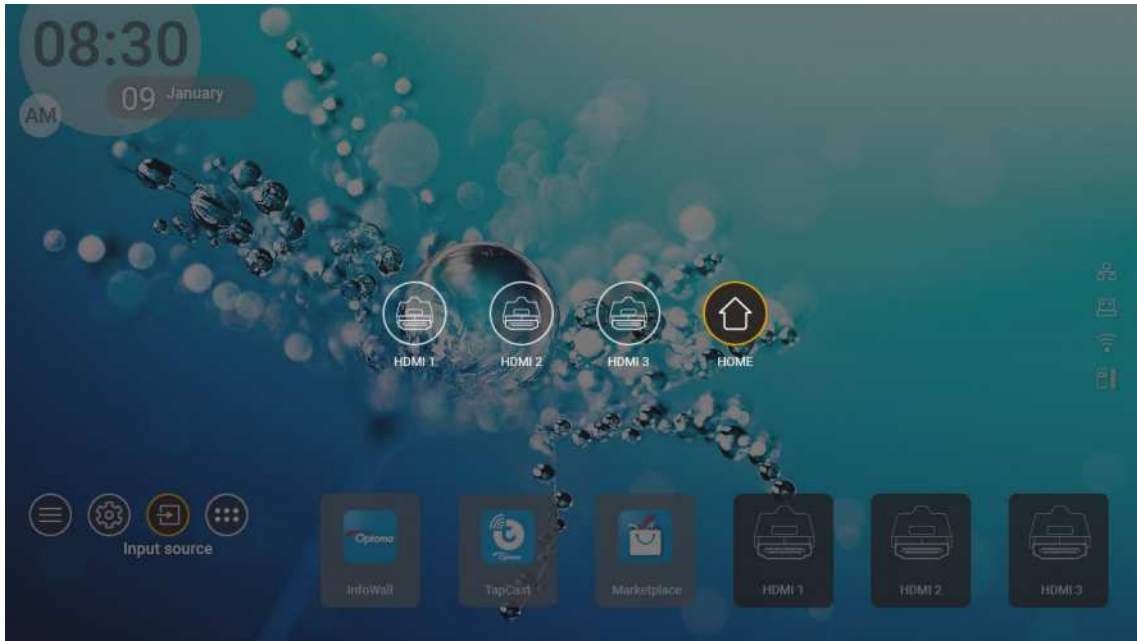 08:30
09 January
AM
HDMI 1
HDMI 2
HDMI 3
HOME
Input source
Optoma
InfoWall
Optoma
TapCast
Marketplace
HDMI 1
HDMI 2
HDMI 3